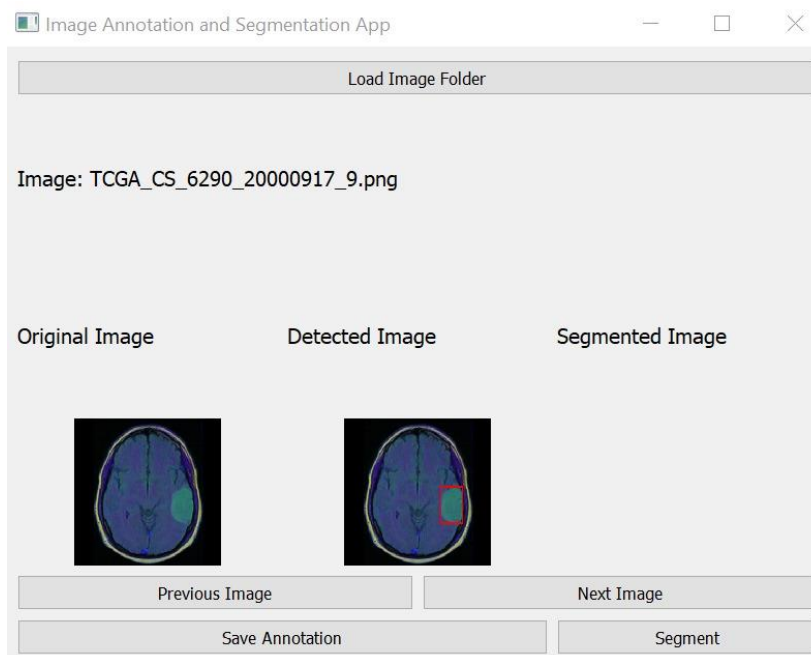 Image Annotation and Segmentation App
Load Image Folder
Image: TCGA_CS_6290_20000917_9.png
Original Image Detected Image Segmented Image
Previous Image Next Image
Save Annotation Segment